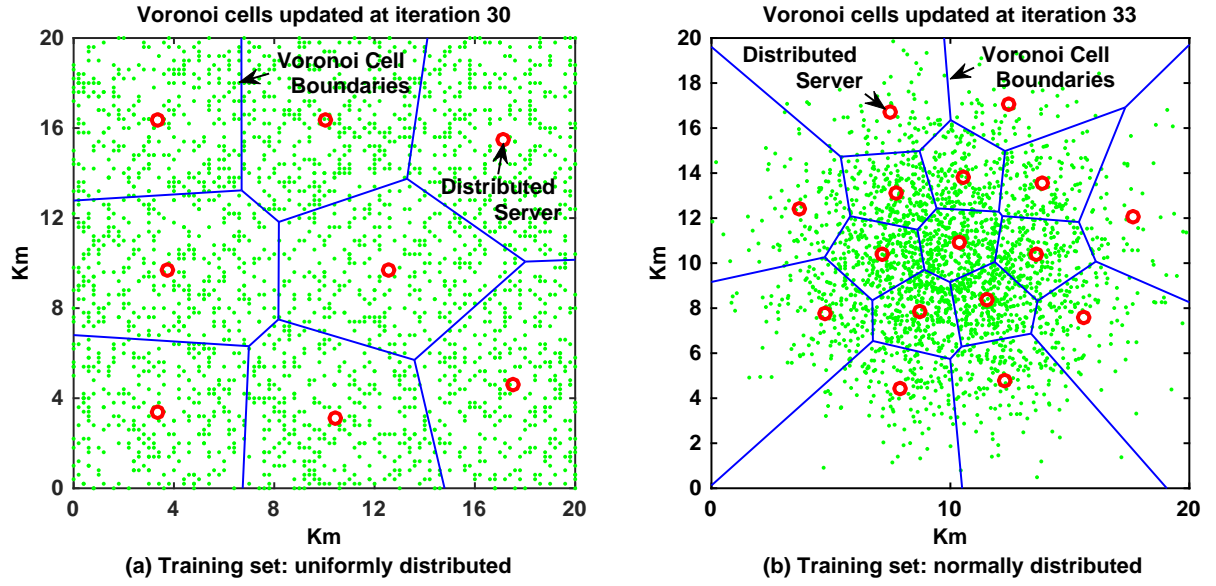 Voronoi cells updated at iteration 30
20
16
12
8
4
0
Km
0
4
8
12
16
20
Km
Voronoi Cell
Boundaries
Distributed
Server
(a) Training set: uniformly distributed
Voronoi cells updated at iteration 33
20
18
16
14
12
10
8
6
4
2
0
Km
0
10
20
Km
Distributed
Server
Voronoi Cell
Boundaries
(b) Training set: normally distributed